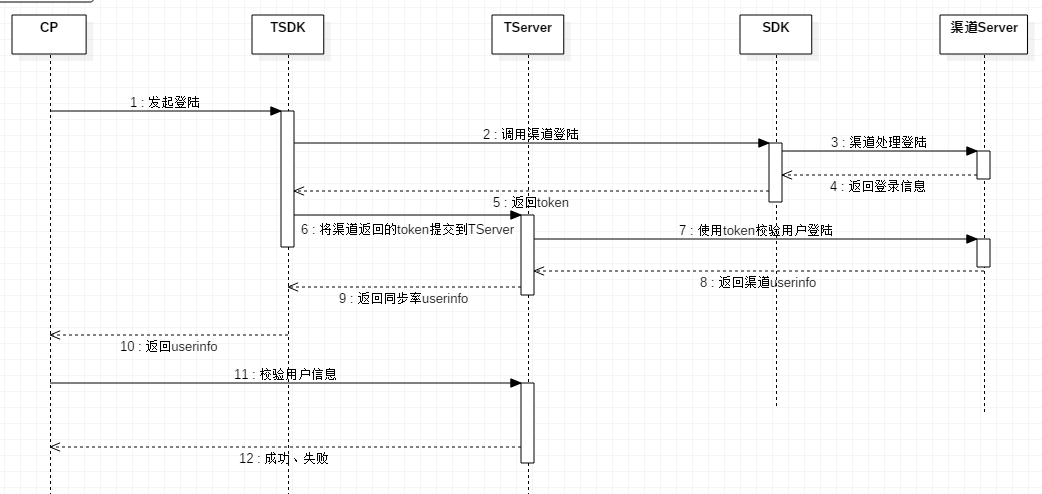 CP
TSDK
TServer
SDK
渠道Server
1 : 发起登陆
2 : 调用渠道登陆
3 : 渠道处理登陆
4 : 返回登录信息
5 : 返回token
6 : 将渠道返回的token提交到TServer
7 : 使用token校验用户登陆
8 : 返回渠道userinfo
9 : 返回同步率userinfo
10 : 返回userinfo
11 : 校验用户信息
12 : 成功、失败